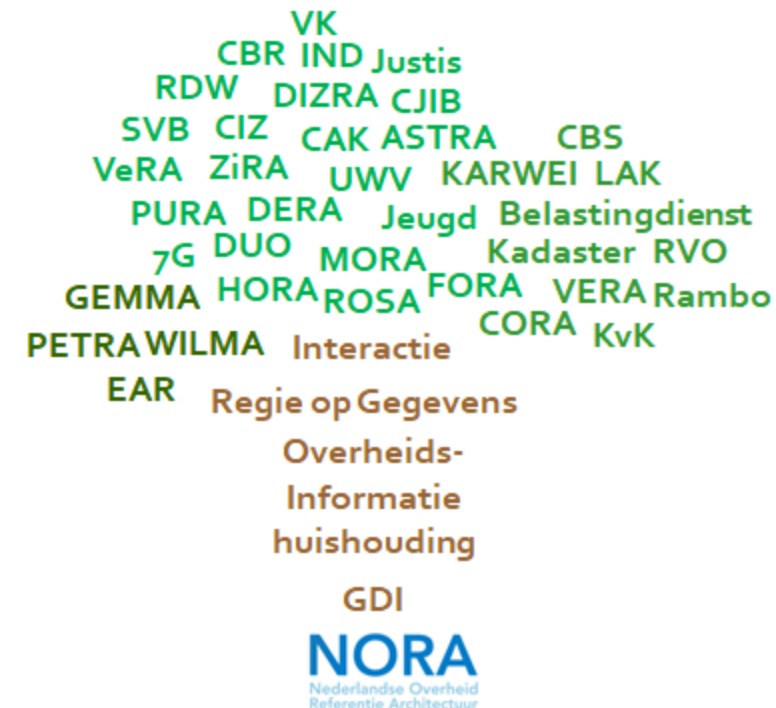 VK
CBR IND Justis
RDW DIZRA CJIB
SVB CIZ CAK ASTRA CBS
VeRA ZiRA UWV KARWEI LAK
PURA DERA Jeugd Belastingdienst
7G DUO MORA Kadaster RVO
GEMMA HORA ROSA FORA VERA Rambo
CORA KvK
PETRA WILMA Interactie
EAR Regie op Gegevens
Overheids-
Informatie
huishouding
GDI
NORA
Nederlandse Overheid
Referentie Architectuur